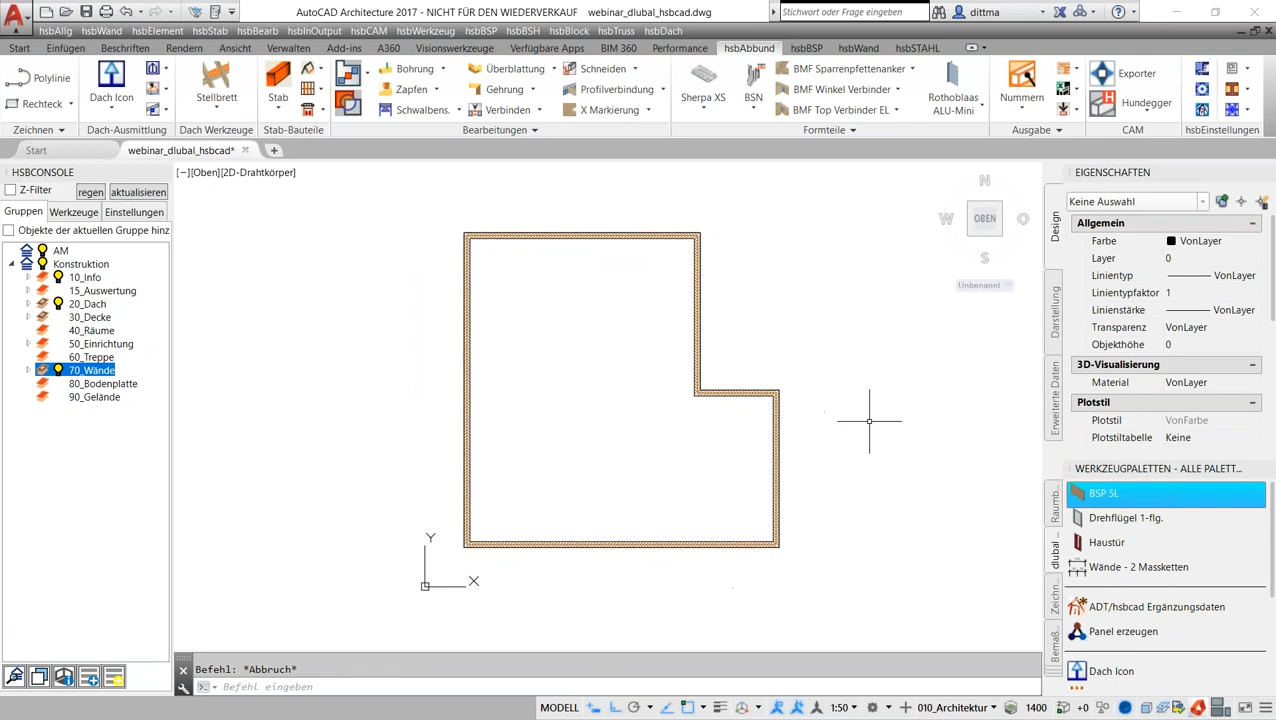 AutoCAD Architecture 2017 - NICHT FÜR DEN WIEDERVERKAUF webinar_dlubal_hsbcad.dwg
Stichwort oder Frage eingeben
dittma
hsbAllg hsbWand hsbElement hsbStab hsbBearb hsbInOutput hsbCAM hsbWerkzeug hsbBSP hsbBSH hsbBlock hsbTruss hsbDach
Start Einfügen Beschriften Rendern Ansicht Verwalten Add-ins A360 Visionswerkzeuge Verfügbare Apps BIM 360 Performance hsbAbbund hsbBSP hsbWand hsbSTAHL
Polylinie
Rechteck
Zeichnen
Dach Icon
Dach-Ausmittlung
Stellbrett
Dach Werkzeuge
Stab
Stab-Bauteile
Bohrung Überblattung Schneiden
Zapfen Gehrung Profilverbindung
Schwalbens. Verbinden X Markierung
Bearbeitungen
Sherpa XS
BSN
BMF Sparrenpfettenanker
BMF Winkel Verbinder
BMF Top Verbinder EL
Rothoblaas
ALU-Mini
Formteile
Nummern
Ausgabe
Exporter
Hundegger
CAM
hsbEinstellungen
Start
webinar_dlubal_hsbcad*
HSBCONSOLE
Z-Filter
regen
aktualisieren
Gruppen Werkzeuge Einstellungen
Objekte der aktuellen Gruppe hinz
AM
Konstruktion
10_Info
15_Auswertung
20_Dach
30_Decke
40_Räume
50_Einrichtung
60_Treppe
70_Wände
80_Bodenplatte
90_Gelände
[−][Oben][2D-Drahtkörper]
N
W
OBEN
O
S
Unbenannt
Y
X
Befehl: *Abbruch*
Befehl eingeben
EIGENSCHAFTEN
Keine Auswahl
Allgemein
Farbe VonLayer
Layer 0
Linientyp VonLayer
Linientypfaktor 1
Linienstärke VonLayer
Transparenz VonLayer
Objekthöhe 0
3D-Visualisierung
Material VonLayer
Plotstil
Plotstil VonFarbe
Plotstiltabelle Keine
Design
Darstellung
Erweiterte Daten
WERKZEUGPALETTEN - ALLE PALETT...
BSP 5L
Drehflügel 1-flg.
Haustür
Wände - 2 Massketten
ADT/hsbcad Ergänzungsdaten
Panel erzeugen
Dach Icon
Raumb...
dlubal
Zeichn...
Bemaß...
MODELL
1:50
010_Architektur
1400
+0